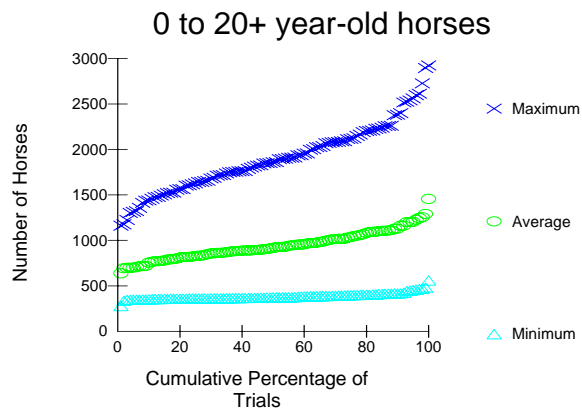 0 to 20+ year-old horses
3000
2500
2000
1500
1000
500
0
Number of Horses
0 20 40 60 80 100
Cumulative Percentage of
Trials
Maximum
Average
Minimum